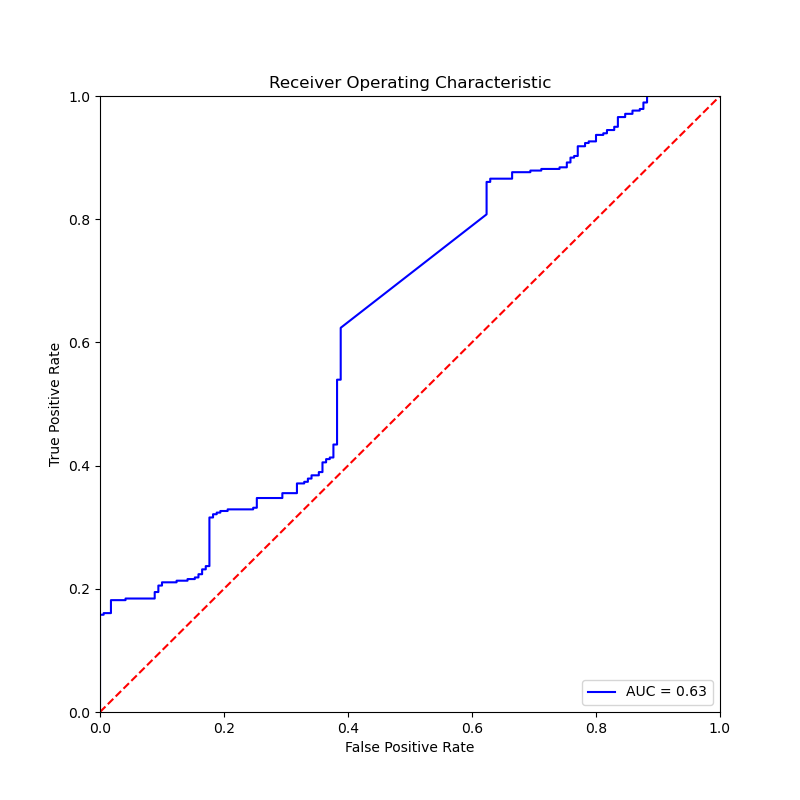 Receiver Operating Characteristic
1.0
0.8
0.6
0.4
0.2
0.0
True Positive Rate
AUC = 0.63
0.0 0.2 0.4 0.6 0.8 1.0
False Positive Rate